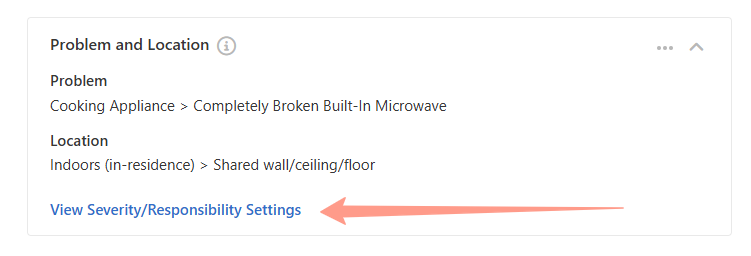 Problem and Location
Problem
Cooking Appliance > Completely Broken Built-In Microwave
Location
Indoors (in-residence) > Shared wall/ceiling/floor
View Severity/Responsibility Settings